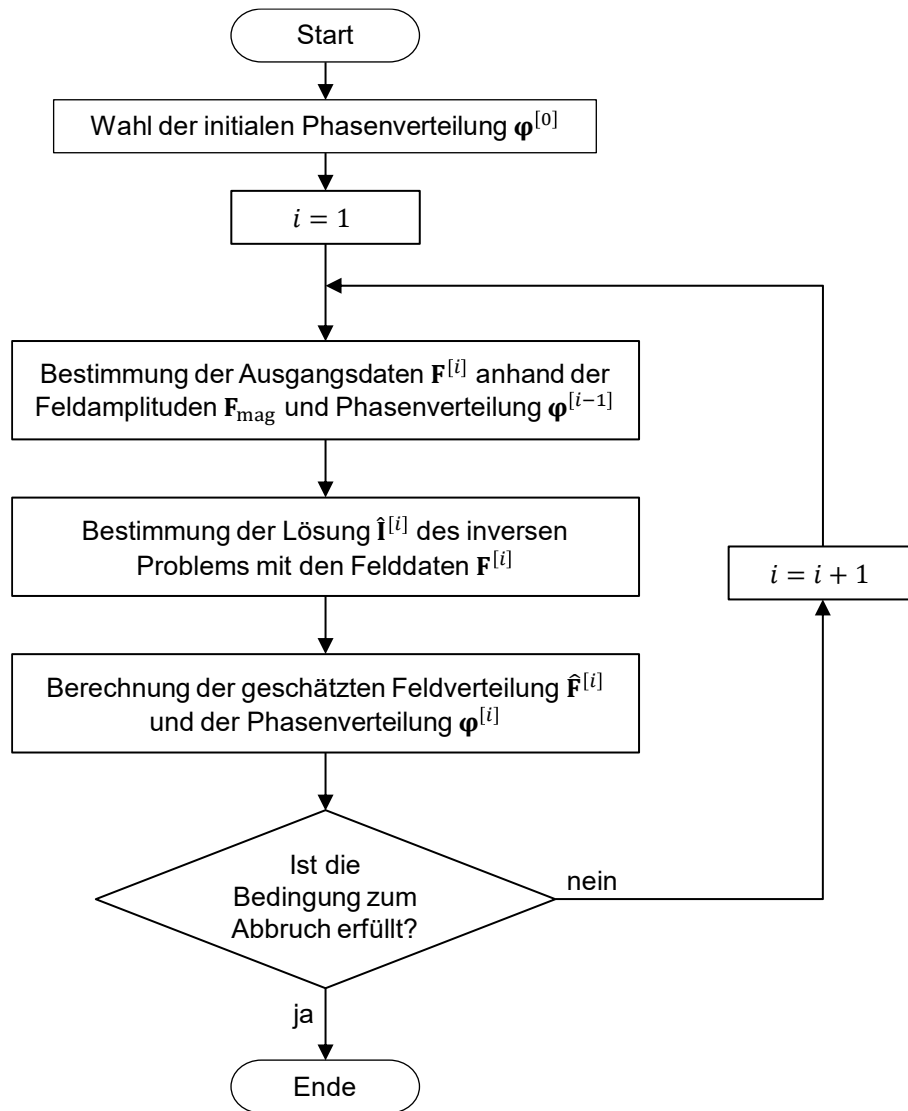 Start
Wahl der initialen Phasenverteilung 𝛗^[0]
𝑖 = 1
Bestimmung der Ausgangsdaten 𝐅^[𝑖] anhand der
Feldamplituden 𝐅_mag und Phasenverteilung 𝛗^[𝑖−1]
Bestimmung der Lösung 𝐈̂^[𝑖] des inversen
Problems mit den Felddaten 𝐅^[𝑖]
𝑖 = 𝑖 + 1
Berechnung der geschätzten Feldverteilung 𝐅̂^[𝑖]
und der Phasenverteilung 𝛗^[𝑖]
Ist die
Bedingung zum
Abbruch erfüllt?
nein
ja
Ende